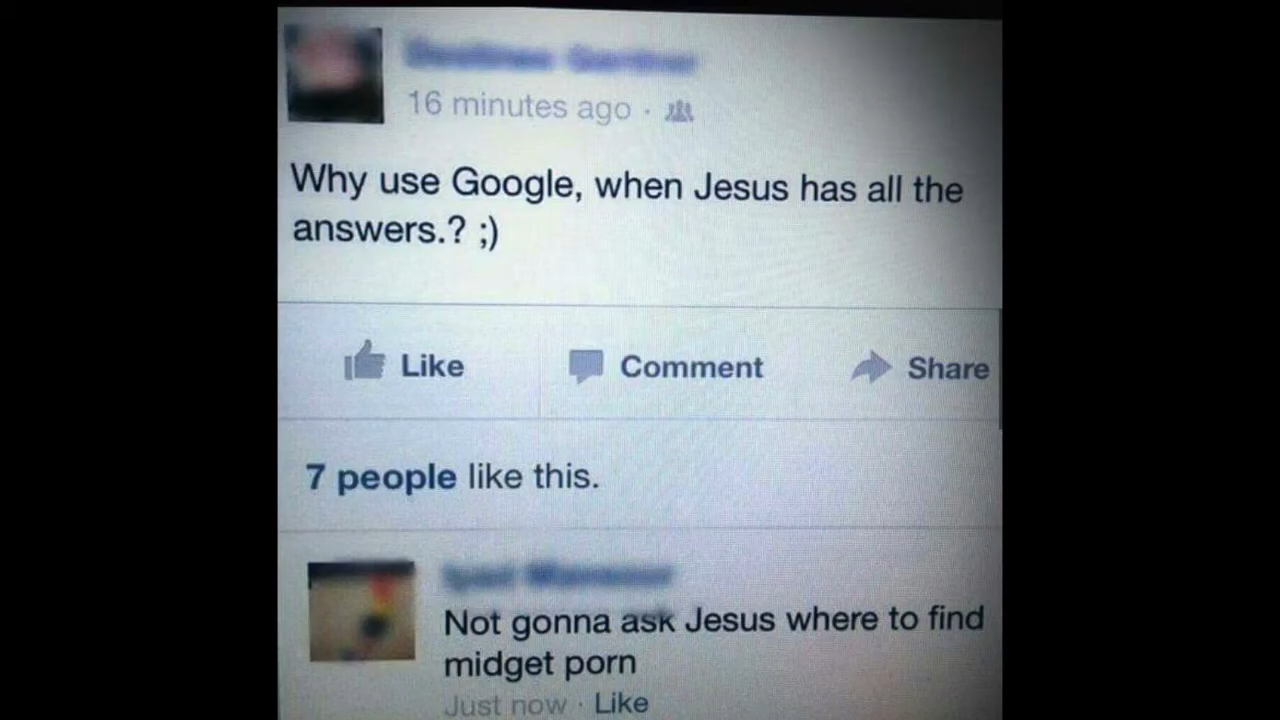 16 minutes ago ·
Why use Google, when Jesus has all the
answers.? ;)
Like Comment Share
7 people like this.
Not gonna ask Jesus where to find
midget porn
Just now · Like